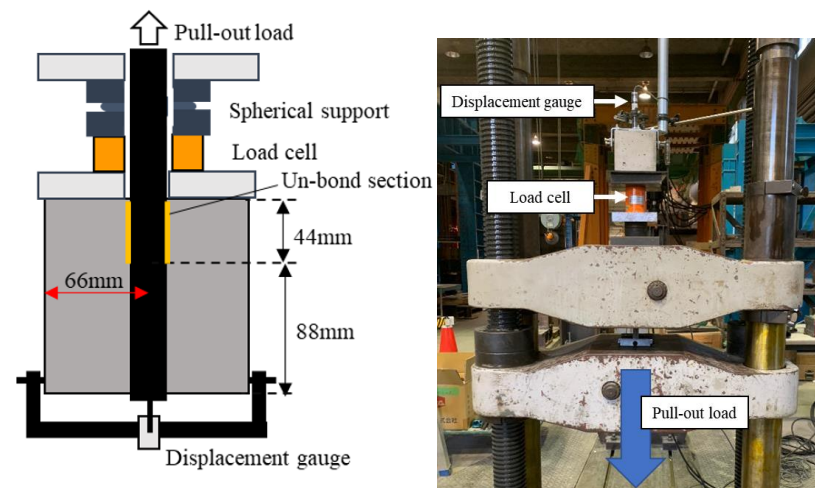 Pull-out load
Spherical support
Load cell
Un-bond section
44mm
66mm
88mm
Displacement gauge
Displacement gauge
Load cell
Pull-out load